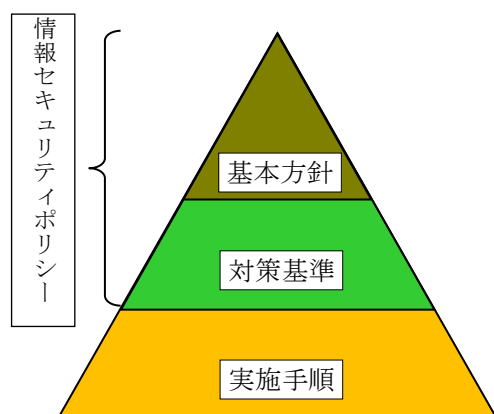 情報セキュリティポリシー
基本方針
対策基準
実施手順